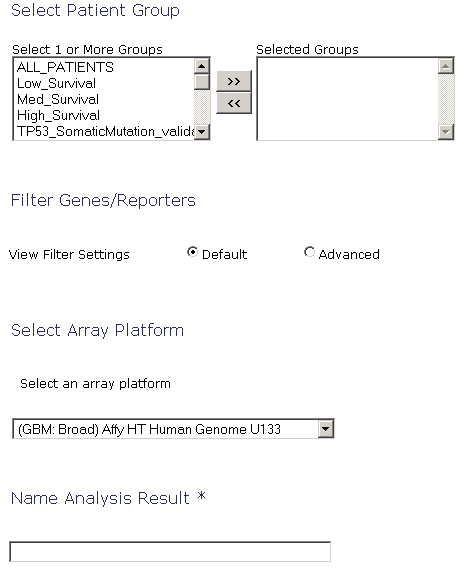 Select Patient Group
Select 1 or More Groups
Selected Groups
ALL_PATIENTS
Low_Survival
Med_Survival
High_Survival
TP53_SomaticMutation_valida
>>
<<
Filter Genes/Reporters
View Filter Settings
Default
Advanced
Select Array Platform
Select an array platform
(GBM: Broad) Affy HT Human Genome U133
Name Analysis Result *